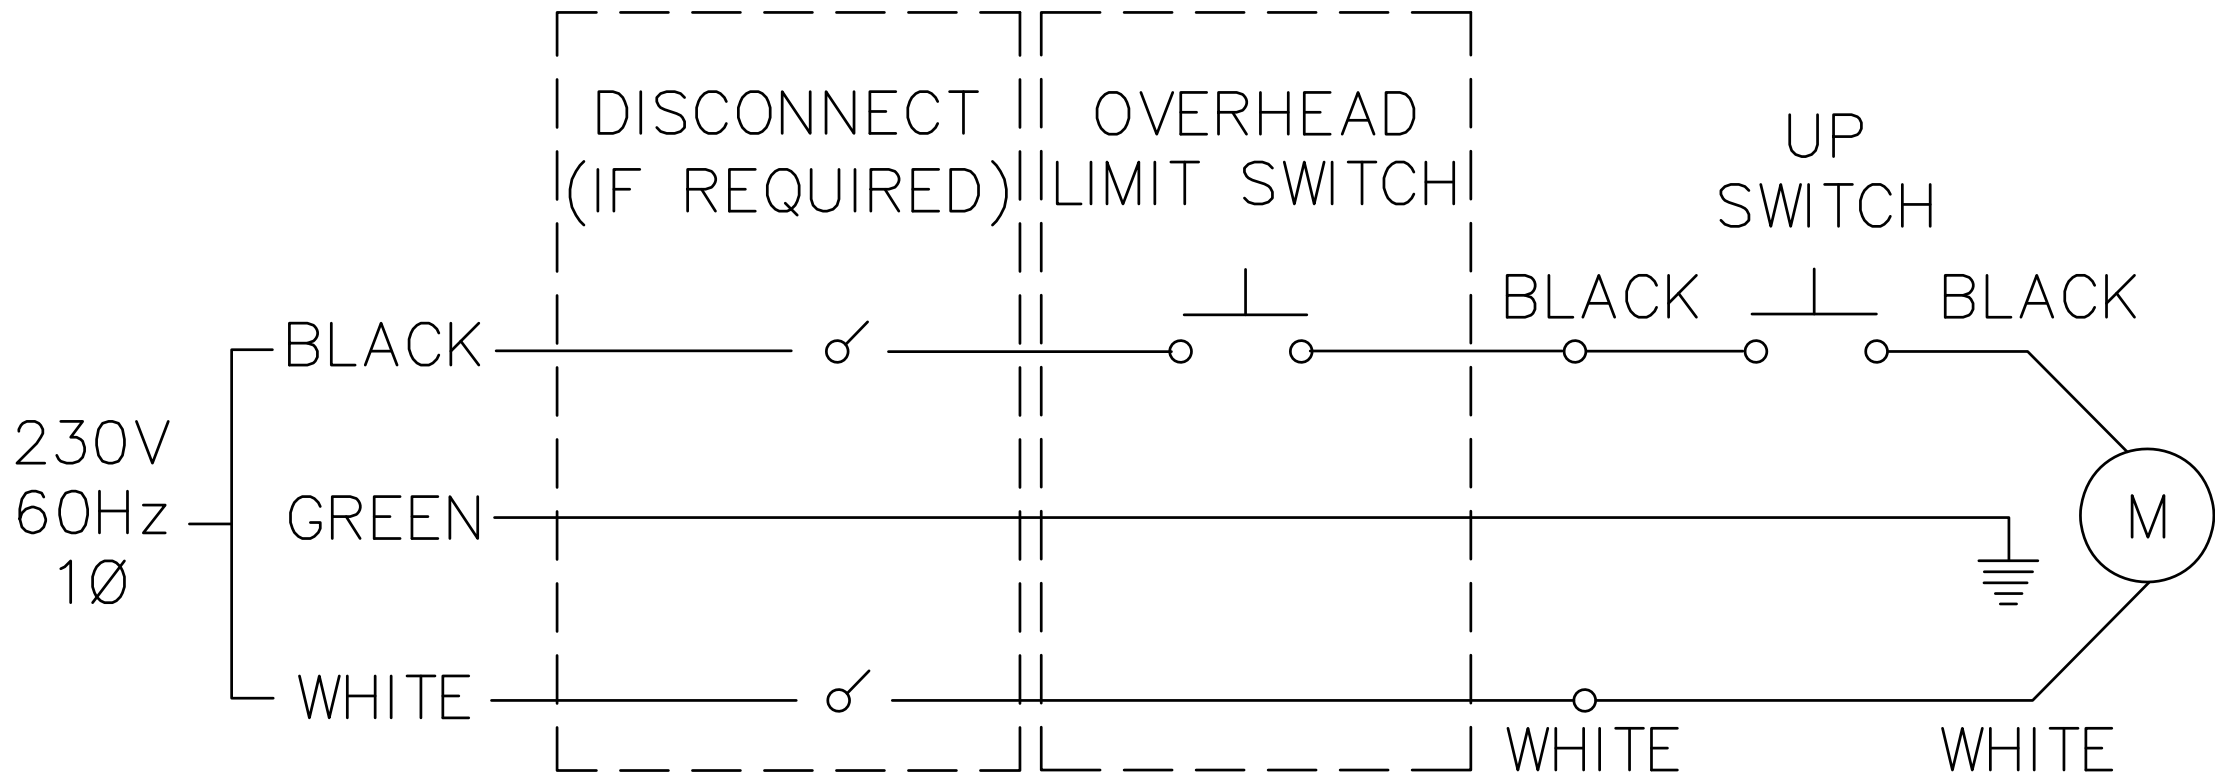 DISCONNECT
(IF REQUIRED)
OVERHEAD
LIMIT SWITCH
UP
SWITCH
BLACK
BLACK
BLACK
230V
60Hz
1Ø
GREEN
M
WHITE
WHITE
WHITE